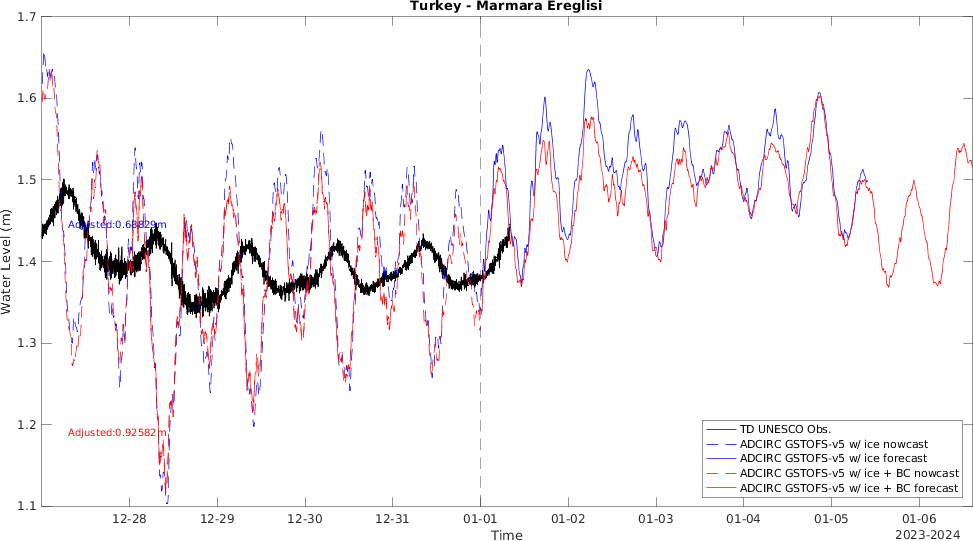 Turkey - Marmara Ereglisi
1.7
1.6
1.5
1.4
1.3
1.2
1.1
Water Level (m)
Adjusted:0.68829m
Adjusted:0.92582m
TD UNESCO Obs.
ADCIRC GSTOFS-v5 w/ ice nowcast
ADCIRC GSTOFS-v5 w/ ice forecast
ADCIRC GSTOFS-v5 w/ ice + BC nowcast
ADCIRC GSTOFS-v5 w/ ice + BC forecast
12-28 12-29 12-30 12-31 01-01 01-02 01-03 01-04 01-05 01-06
Time
2023-2024